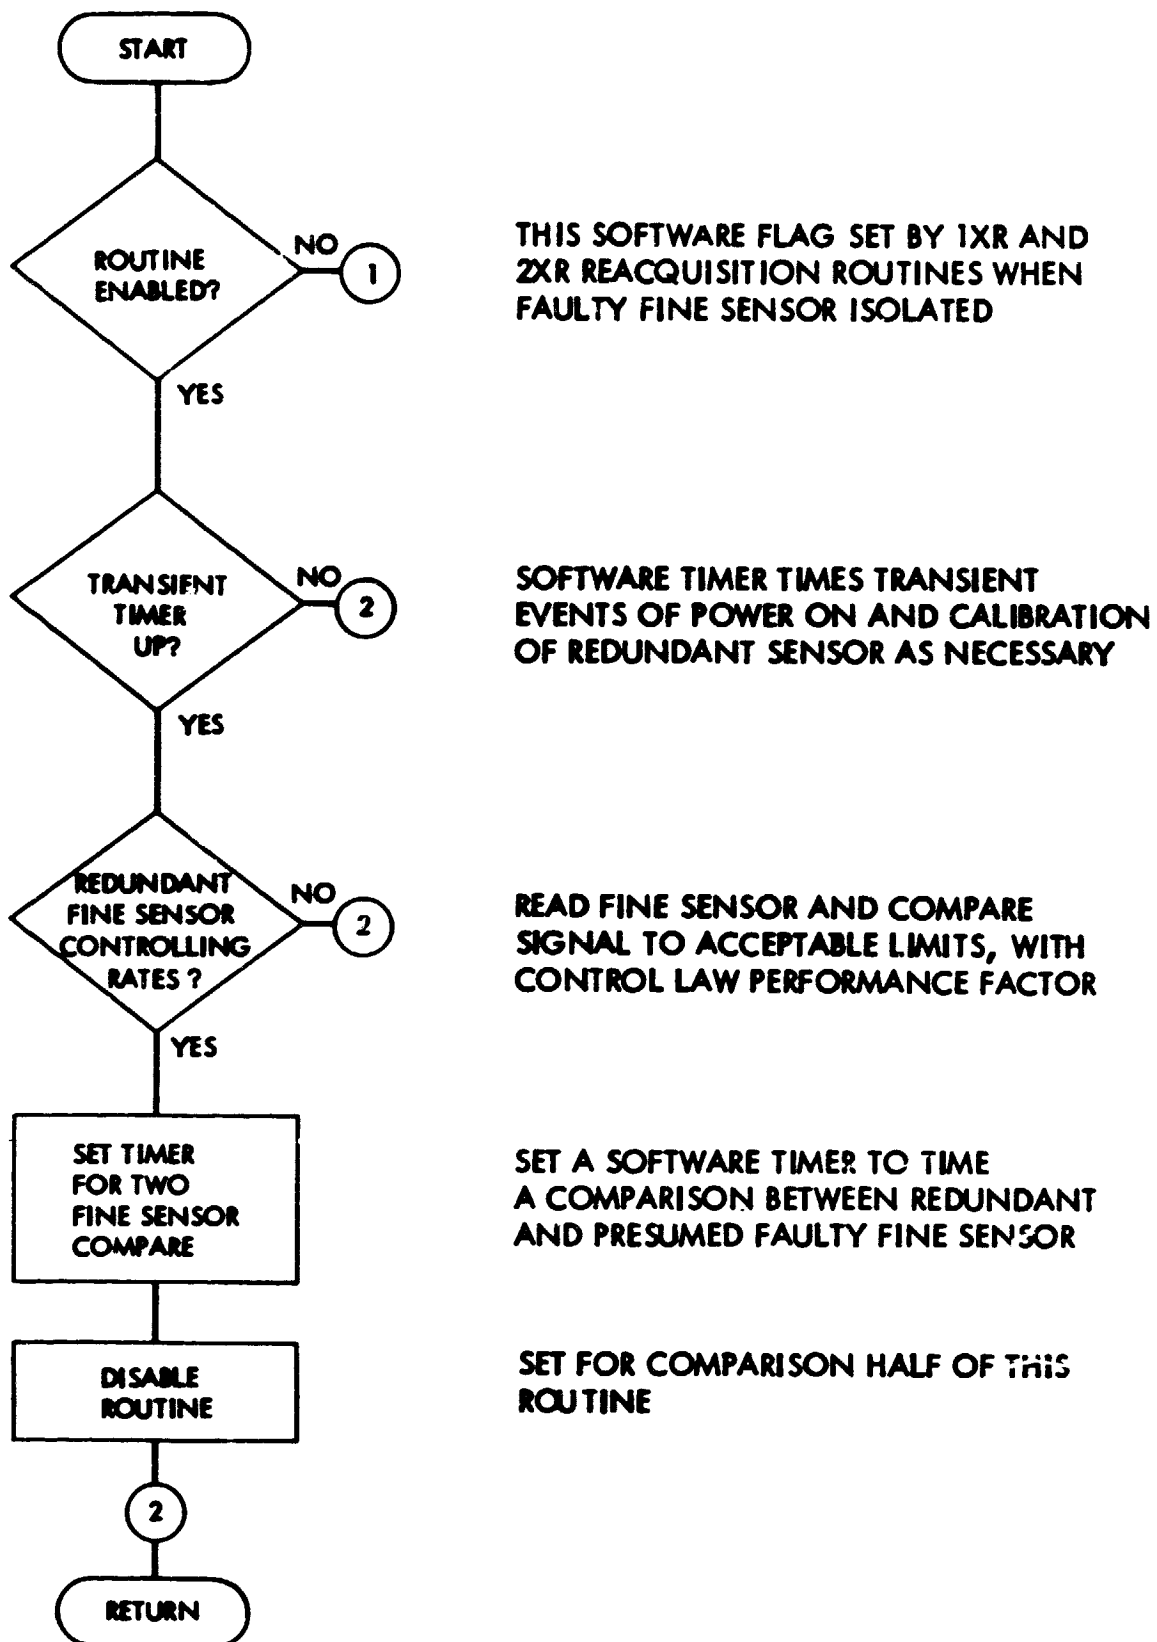 START
ROUTINE
ENABLED?
NO
1
THIS SOFTWARE FLAG SET BY 1XR AND
2XR REACQUISITION ROUTINES WHEN
FAULTY FINE SENSOR ISOLATED
YES
TRANSIENT
TIMER
UP?
NO
2
SOFTWARE TIMER TIMES TRANSIENT
EVENTS OF POWER ON AND CALIBRATION
OF REDUNDANT SENSOR AS NECESSARY
YES
REDUNDANT
FINE SENSOR
CONTROLLING
RATES ?
NO
2
READ FINE SENSOR AND COMPARE
SIGNAL TO ACCEPTABLE LIMITS, WITH
CONTROL LAW PERFORMANCE FACTOR
YES
SET TIMER
FOR TWO
FINE SENSOR
COMPARE
SET A SOFTWARE TIMER TO TIME
A COMPARISON BETWEEN REDUNDANT
AND PRESUMED FAULTY FINE SENSOR
DISABLE
ROUTINE
SET FOR COMPARISON HALF OF THIS
ROUTINE
2
RETURN